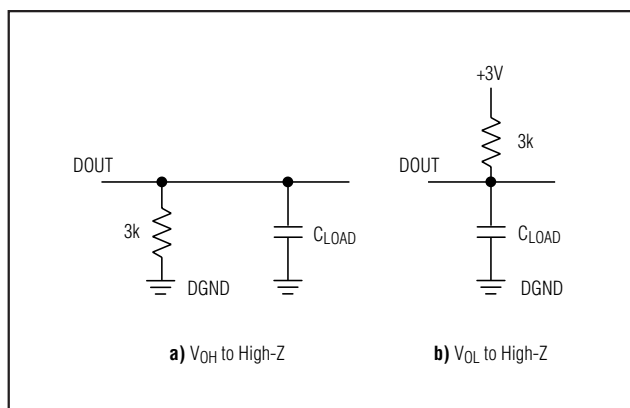 DOUT
3k
DGND
CLOAD
a) VOH to High-Z
+3V
3k
DOUT
CLOAD
DGND
b) VOL to High-Z